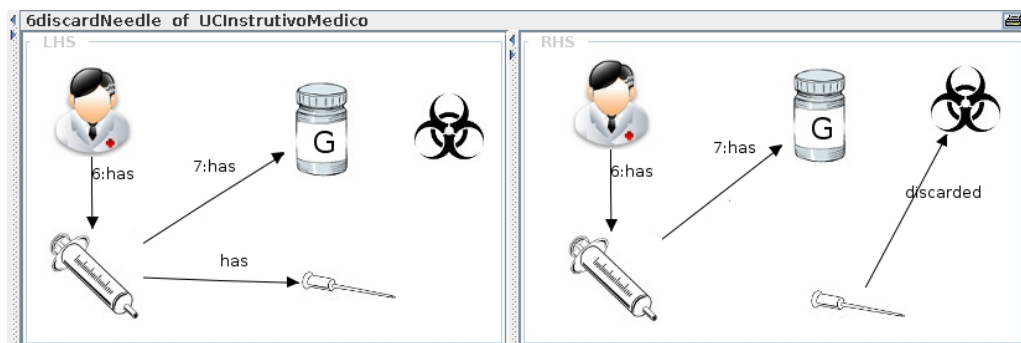 6discardNeedle of UCInstrutivoMedico
LHS
G
6:has
7:has
has
RHS
G
6:has
7:has
discarded